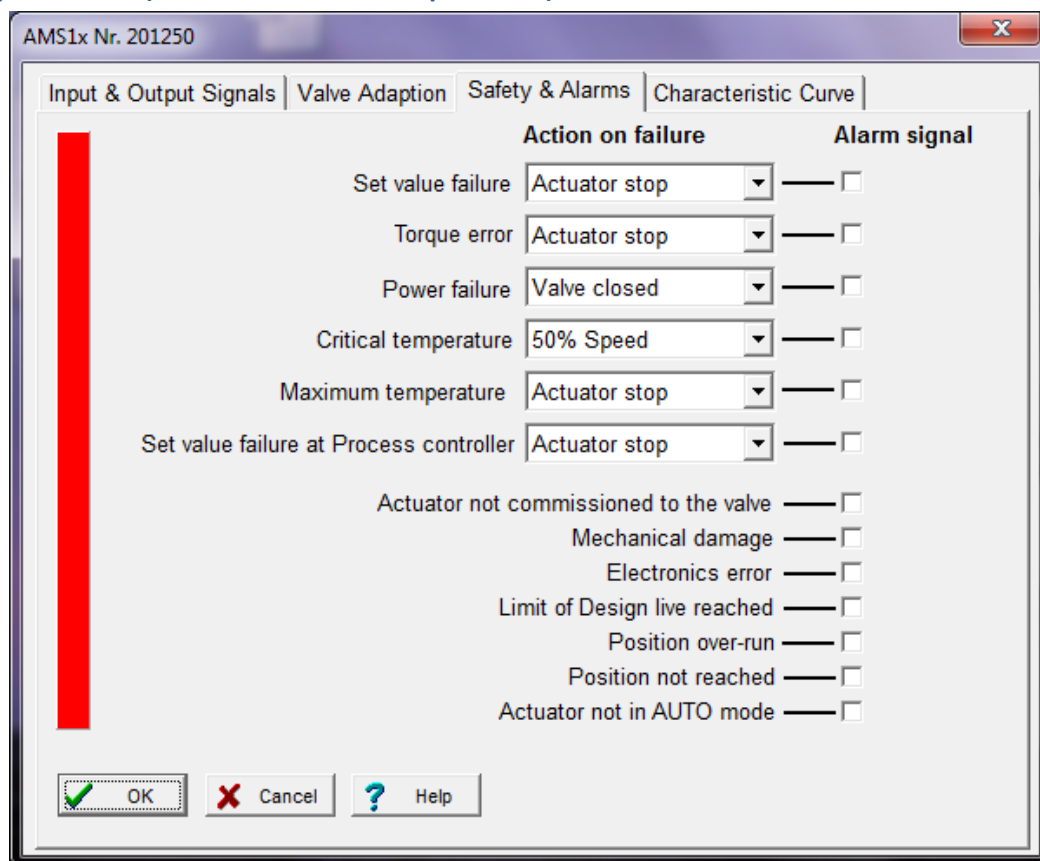 AMS1x Nr. 201250
Input & Output Signals Valve Adaption Safety & Alarms Characteristic Curve
Action on failure Alarm signal
Set value failure Actuator stop
Torque error Actuator stop
Power failure Valve closed
Critical temperature 50% Speed
Maximum temperature Actuator stop
Set value failure at Process controller Actuator stop
Actuator not commissioned to the valve
Mechanical damage
Electronics error
Limit of Design live reached
Position over-run
Position not reached
Actuator not in AUTO mode
OK Cancel Help